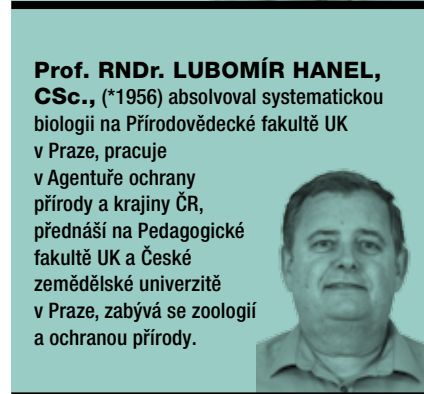 Prof. RNDr. LUBOMÍR HANEL,
CSc., (*1956) absolvoval systematickou
biologii na Přírodovědecké fakultě UK
v Praze, pracuje
v Agentuře ochrany
přírody a krajiny ČR,
přednáší na Pedagogické
fakultě UK a České
zemědělské univerzitě
v Praze, zabývá se zoologií
a ochranou přírody.